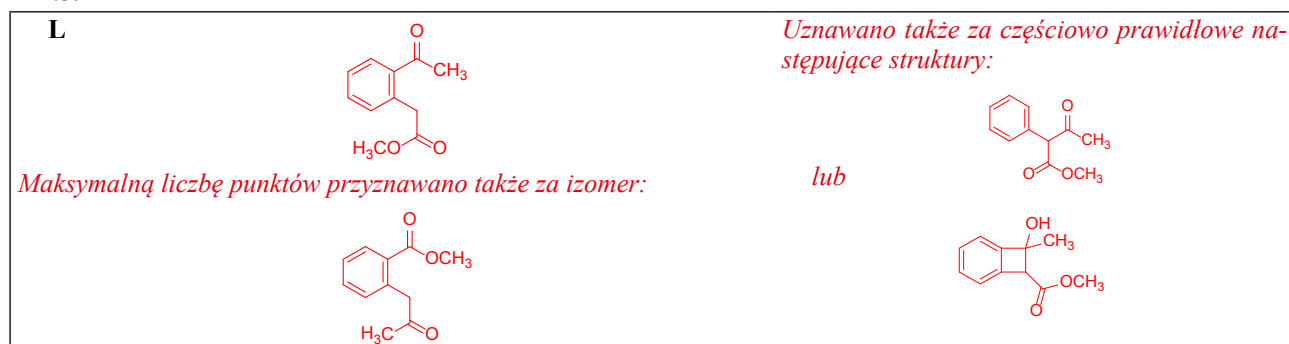 L
O
CH3
H3CO
O
Maksymalną liczbę punktów przyznawano także za izomer:
O
OCH3
H3C
O
Uznawano także za częściowo prawidłowe na-
stępujące struktury:
O
CH3
O
OCH3
lub
OH
CH3
OCH3
O